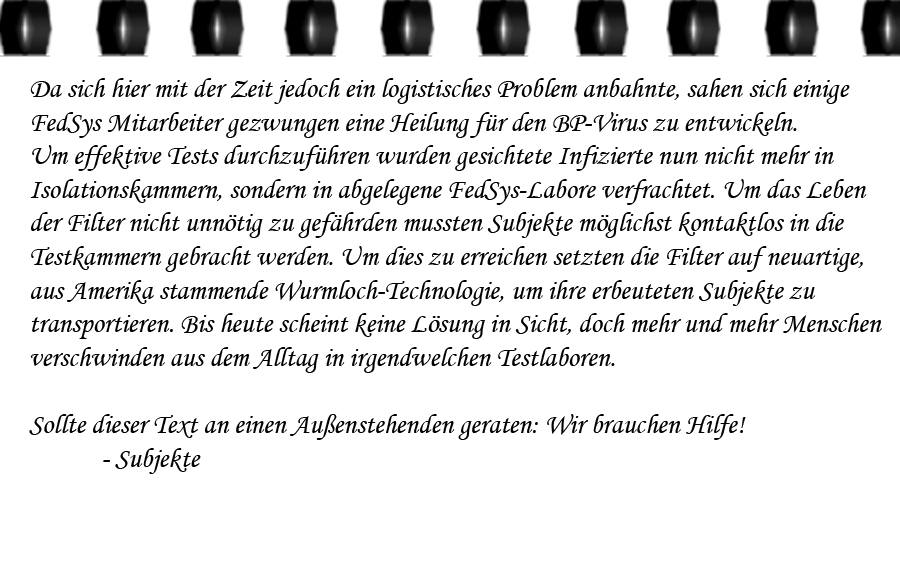 Da sich hier mit der Zeit jedoch ein logistisches Problem anbahnte, sahen sich einige
FedSys Mitarbeiter gezwungen eine Heilung für den BP-Virus zu entwickeln.
Um effektive Tests durchzuführen wurden gesichtete Infizierte nun nicht mehr in
Isolationskammern, sondern in abgelegene FedSys-Labore verfrachtet. Um das Leben
der Filter nicht unnötig zu gefährden mussten Subjekte möglichst kontaktlos in die
Testkammern gebracht werden. Um dies zu erreichen setzten die Filter auf neuartige,
aus Amerika stammende Wurmloch-Technologie, um ihre erbeuteten Subjekte zu
transportieren. Bis heute scheint keine Lösung in Sicht, doch mehr und mehr Menschen
verschwinden aus dem Alltag in irgendwelchen Testlaboren.
Sollte dieser Text an einen Außenstehenden geraten: Wir brauchen Hilfe!
- Subjekte